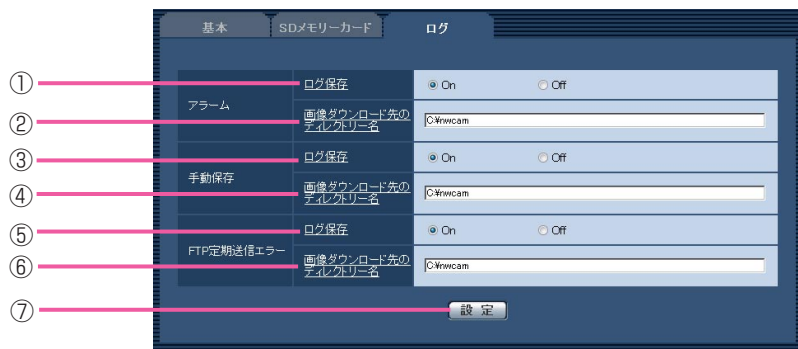 基本 SDメモリーカード ログ
① ログ保存 On Off
アラーム
② 画像ダウンロード先の
ディレクトリー名 C:¥nwcam
③ ログ保存 On Off
手動保存
④ 画像ダウンロード先の
ディレクトリー名 C:¥nwcam
⑤ ログ保存 On Off
FTP定期送信エラー
⑥ 画像ダウンロード先の
ディレクトリー名 C:¥nwcam
⑦ 設 定